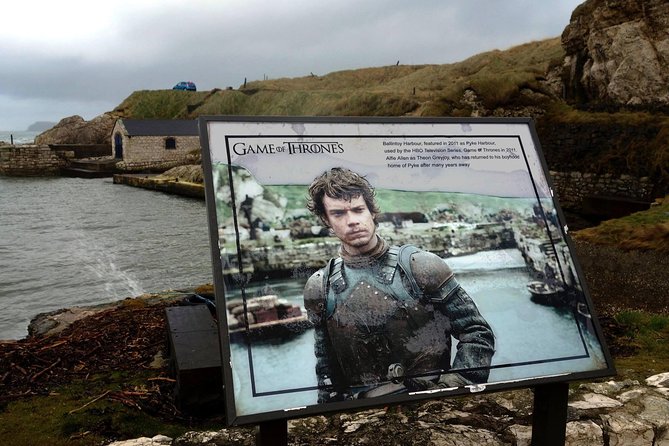 GAME OF THRONES
Ballintoy Harbour, featured in 2011 as Pyke Harbour,
used by the HBO Television Series, Game of Thrones in 2011.
Alfie Allen as Theon Greyjoy, who has returned to his boyhood
home of Pyke after many years away